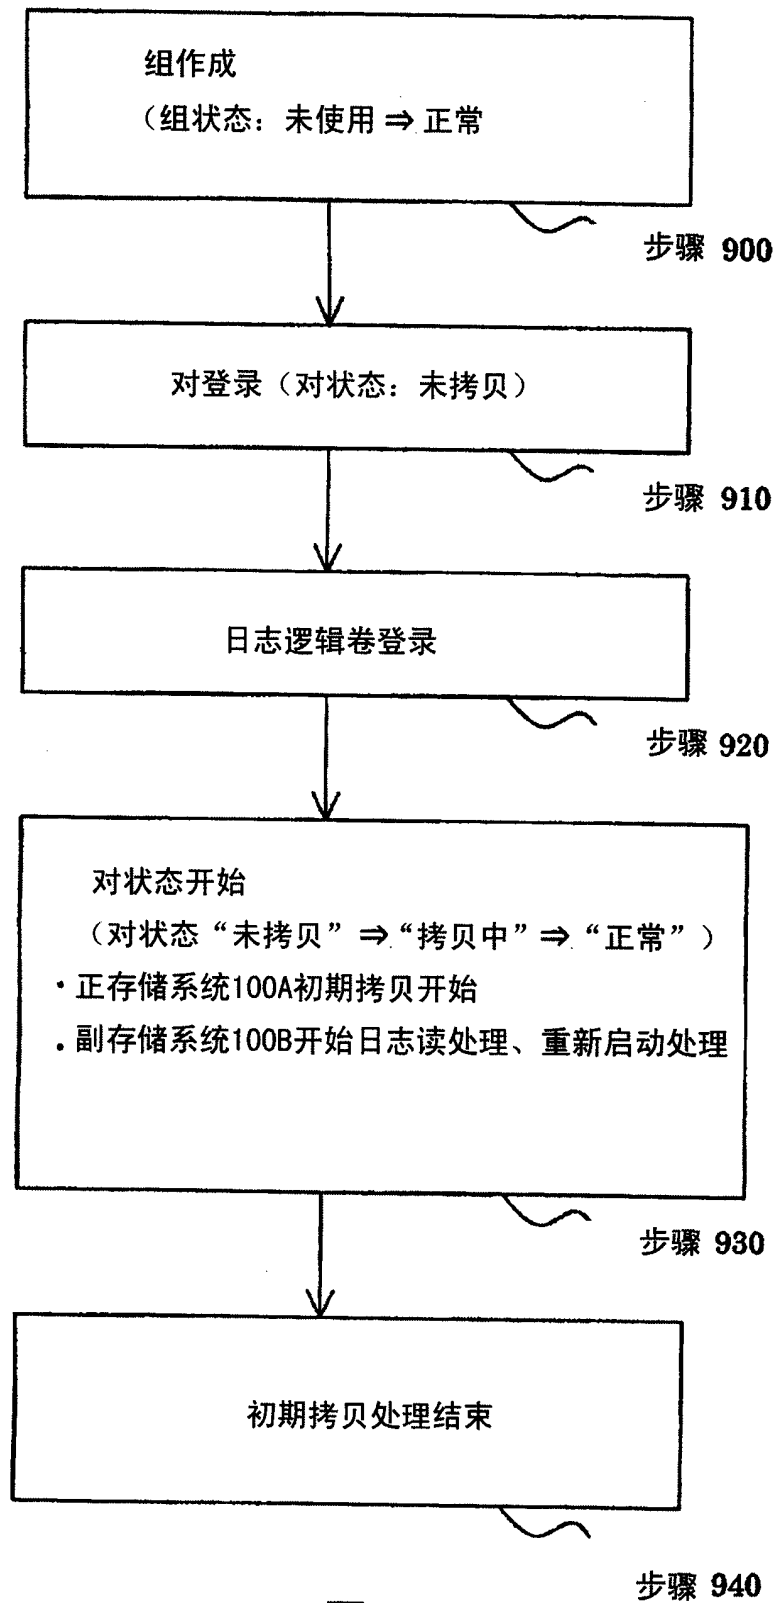 组作成
（组状态：未使用⇒正常
步骤 900
对登录（对状态：未拷贝）
步骤 910
日志逻辑卷登录
步骤 920
对状态开始
（对状态“未拷贝”⇒“拷贝中”⇒“正常”）
·正存储系统100A初期拷贝开始
·副存储系统100B开始日志读处理、重新启动处理
步骤 930
初期拷贝处理结束
步骤 940